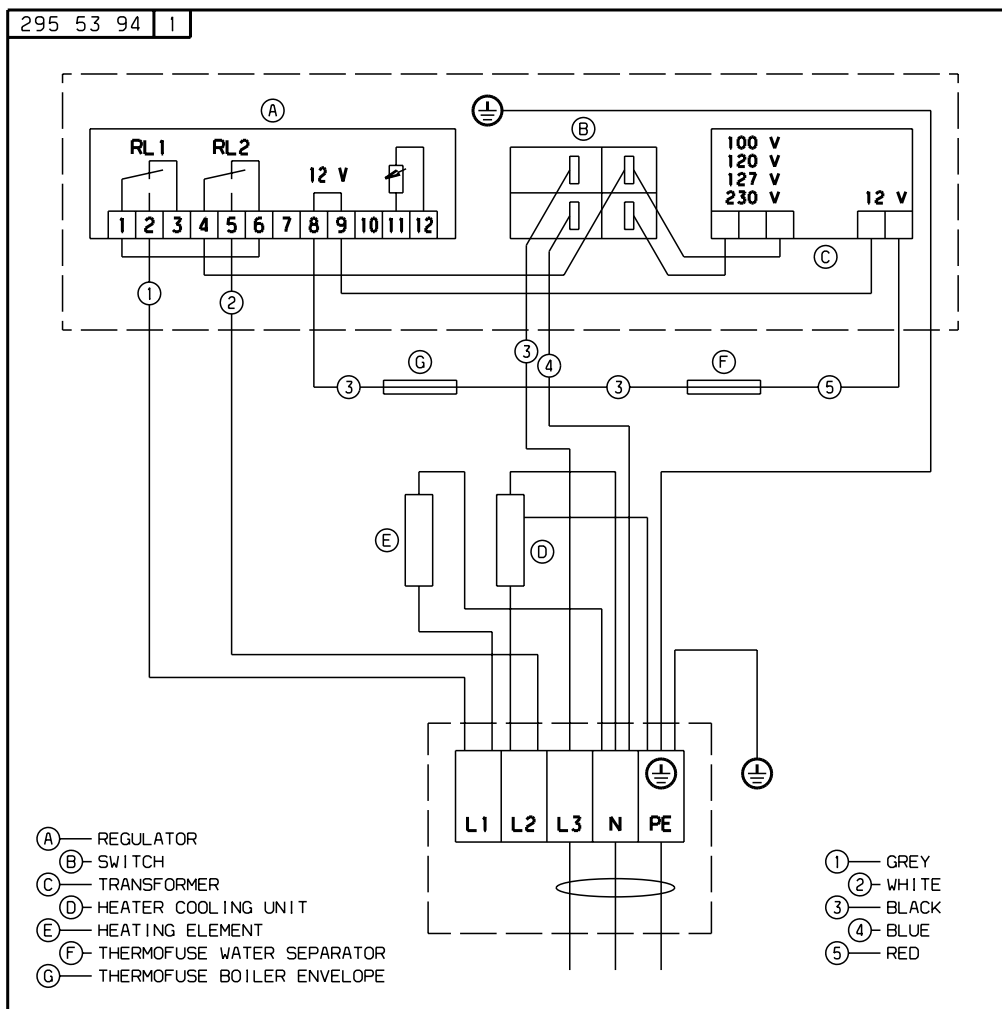 295 53 94 1
A
B
RL1 RL2
12 V
100 V
120 V
127 V
230 V
12 V
1 2 3 4 5 6 7 8 9 10 11 12
C
1
2
3
4
G
F
3
3
5
E
D
L1 L2 L3 N PE
A REGULATOR
B SWITCH
C TRANSFORMER
D HEATER COOLING UNIT
E HEATING ELEMENT
F THERMOFUSE WATER SEPARATOR
G THERMOFUSE BOILER ENVELOPE
1 GREY
2 WHITE
3 BLACK
4 BLUE
5 RED